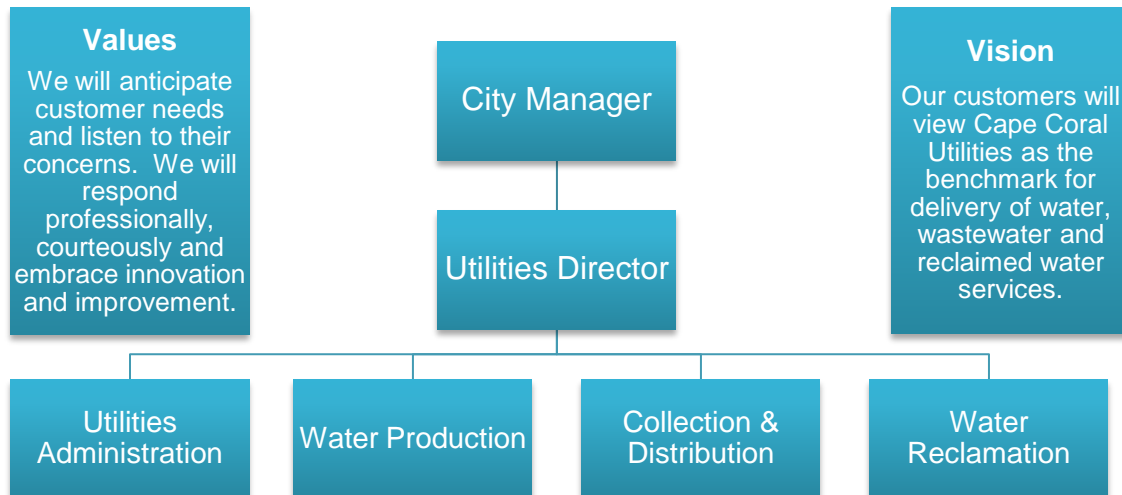 Values
We will anticipate
customer needs
and listen to their
concerns.  We will
respond
professionally,
courteously and
embrace innovation
and improvement.
City Manager
Vision
Our customers will
view Cape Coral
Utilities as the
benchmark for
delivery of water,
wastewater and
reclaimed water
services.
Utilities Director
Utilities
Administration
Water Production
Collection &
Distribution
Water
Reclamation